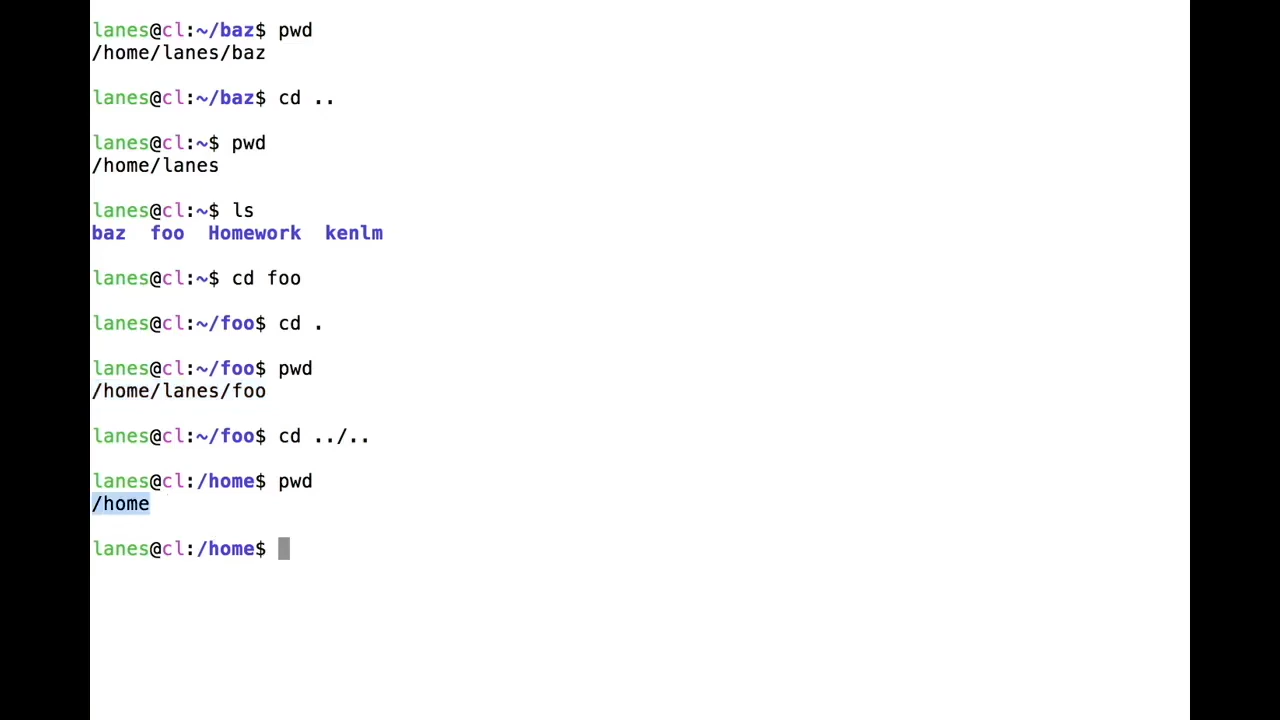 lanes@cl:~/baz$ pwd
/home/lanes/baz
lanes@cl:~/baz$ cd ..
lanes@cl:~$ pwd
/home/lanes
lanes@cl:~$ ls
baz  foo  Homework  kenlm
lanes@cl:~$ cd foo
lanes@cl:~/foo$ cd .
lanes@cl:~/foo$ pwd
/home/lanes/foo
lanes@cl:~/foo$ cd ../..
lanes@cl:/home$ pwd
/home
lanes@cl:/home$